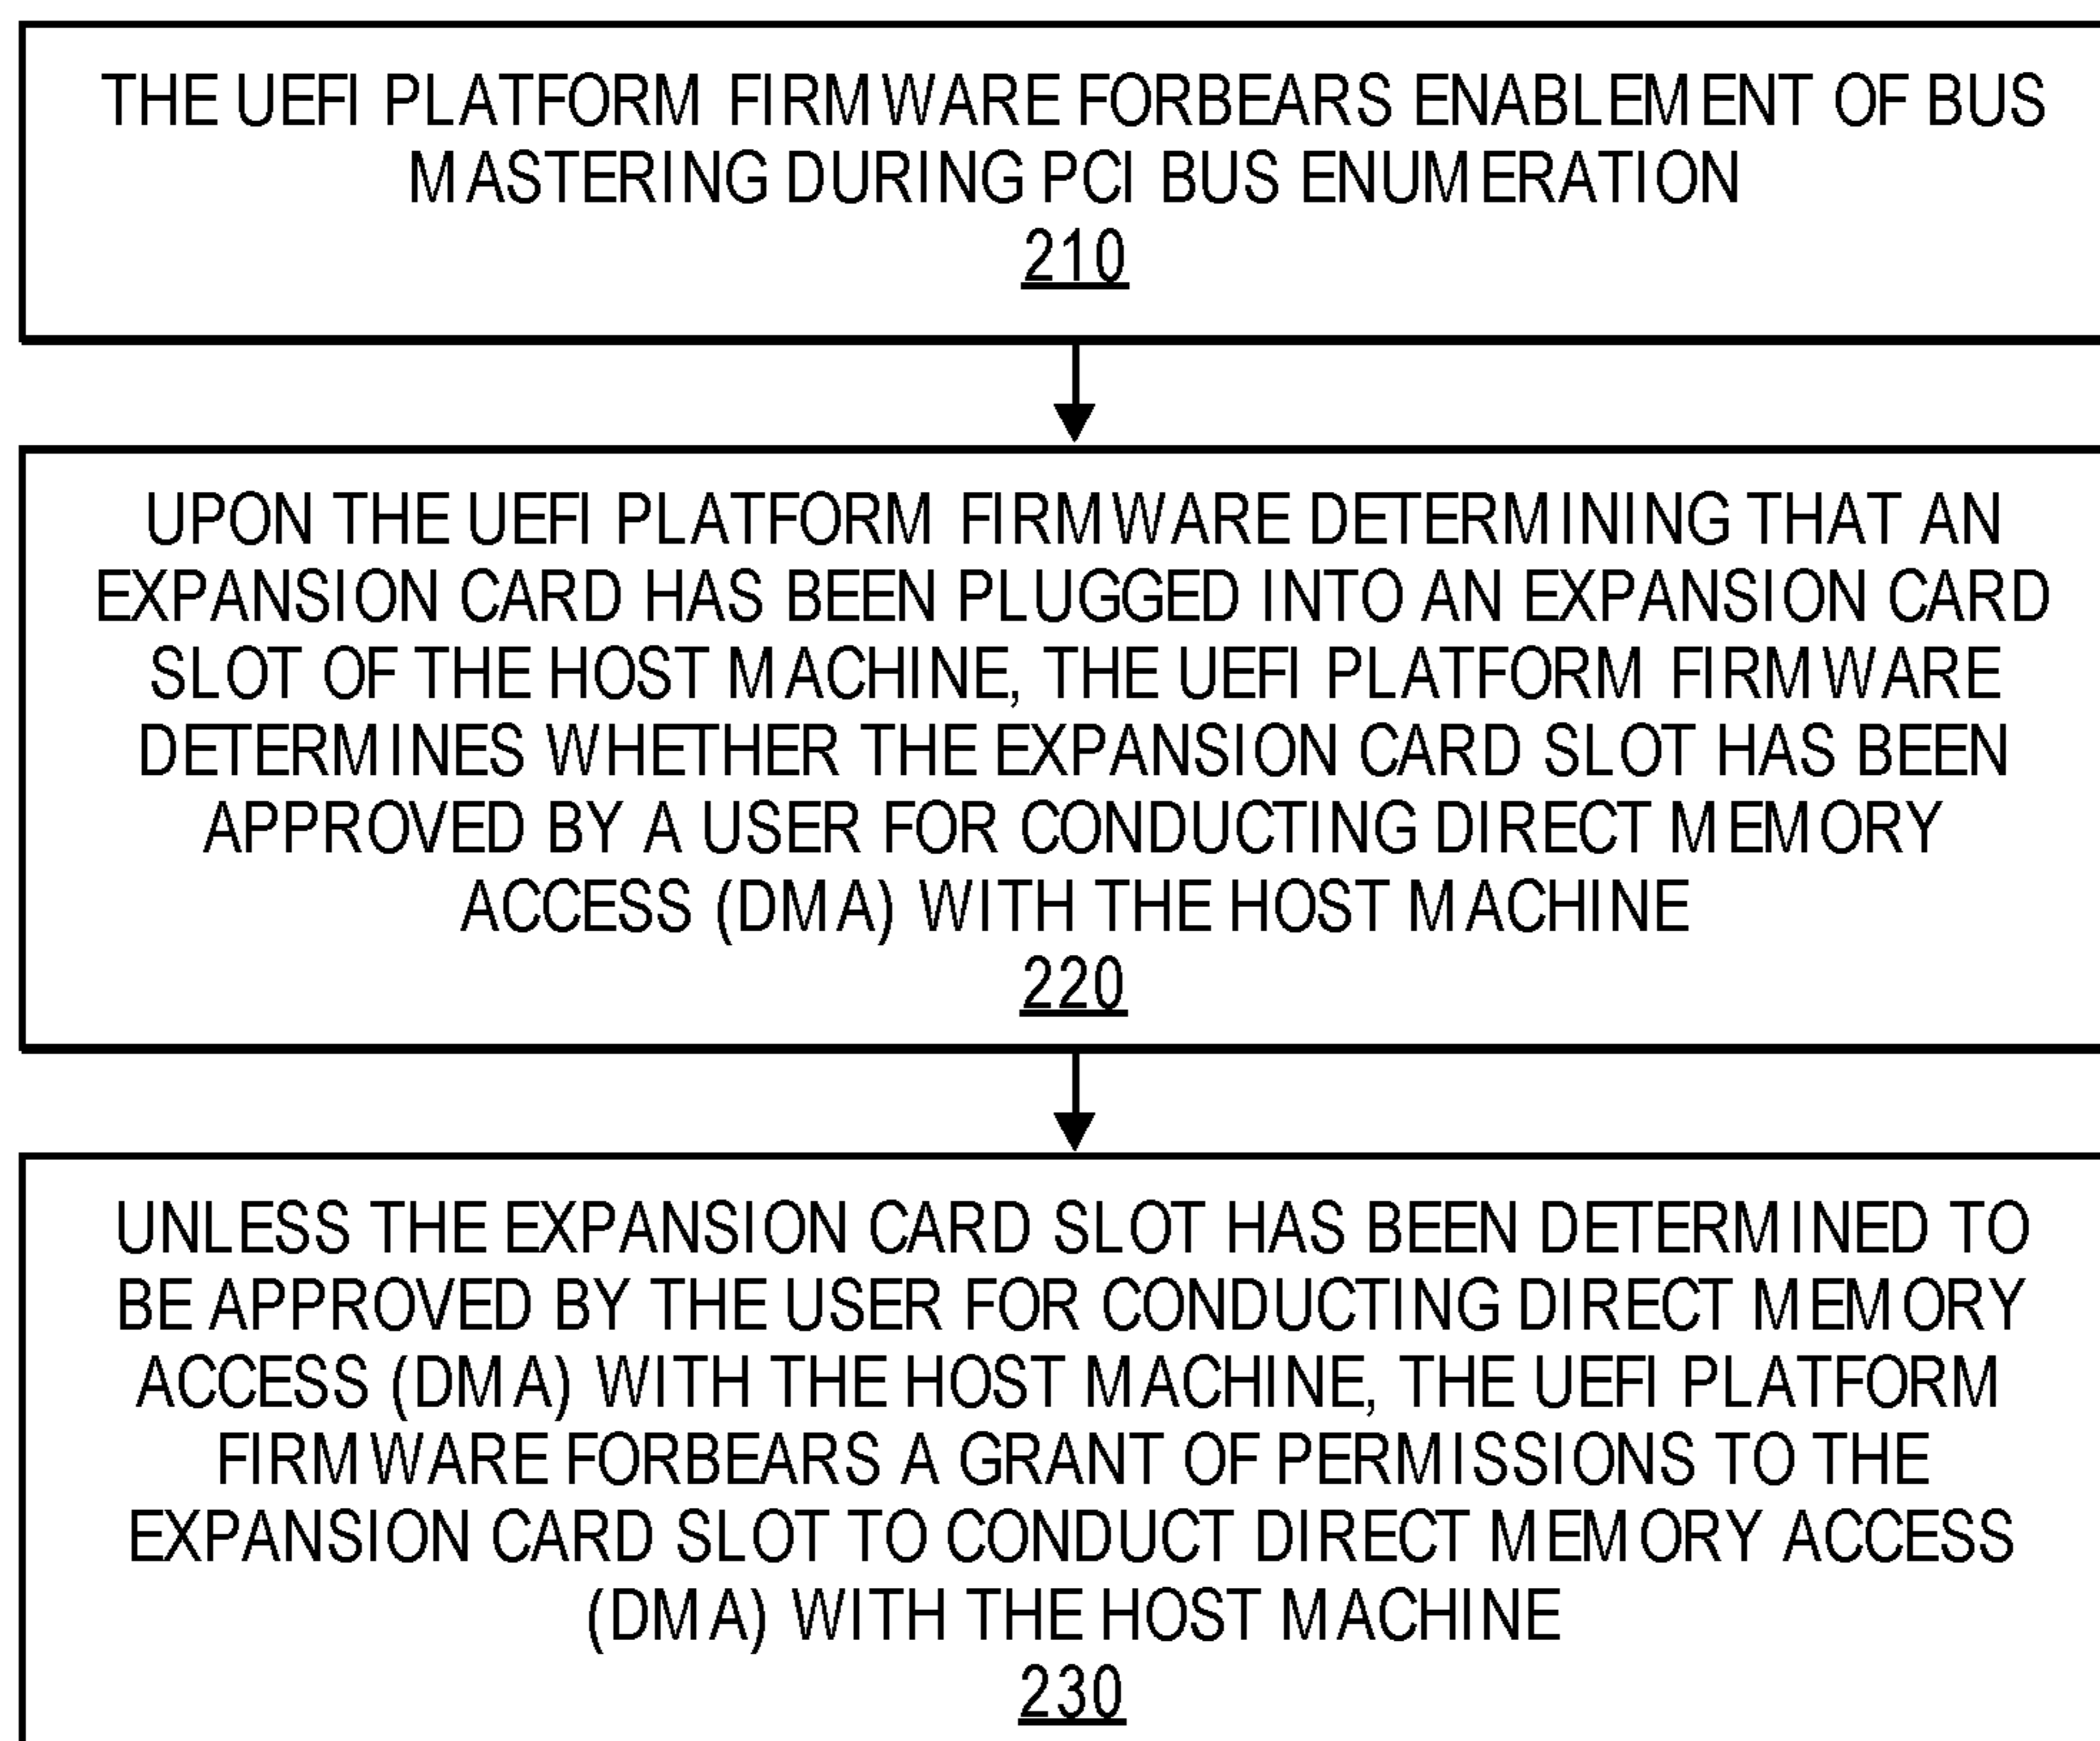 THE UEFI PLATFORM FIRMWARE FORBEARS ENABLEMENT OF BUS
MASTERING DURING PCI BUS ENUMERATION
210
UPON THE UEFI PLATFORM FIRMWARE DETERMINING THAT AN
EXPANSION CARD HAS BEEN PLUGGED INTO AN EXPANSION CARD
SLOT OF THE HOST MACHINE, THE UEFI PLATFORM FIRMWARE
DETERMINES WHETHER THE EXPANSION CARD SLOT HAS BEEN
APPROVED BY A USER FOR CONDUCTING DIRECT MEMORY
ACCESS (DMA) WITH THE HOST MACHINE
220
UNLESS THE EXPANSION CARD SLOT HAS BEEN DETERMINED TO
BE APPROVED BY THE USER FOR CONDUCTING DIRECT MEMORY
ACCESS (DMA) WITH THE HOST MACHINE, THE UEFI PLATFORM
FIRMWARE FORBEARS A GRANT OF PERMISSIONS TO THE
EXPANSION CARD SLOT TO CONDUCT DIRECT MEMORY ACCESS
(DMA) WITH THE HOST MACHINE
230